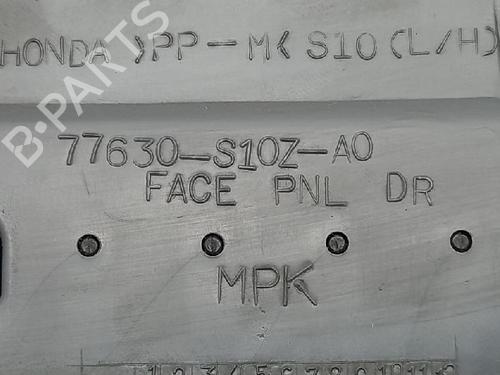 HONDA >PP-M< S10 (L/H)
B-PARTS
77630-S10Z-A0
FACE PNL DR
MPK